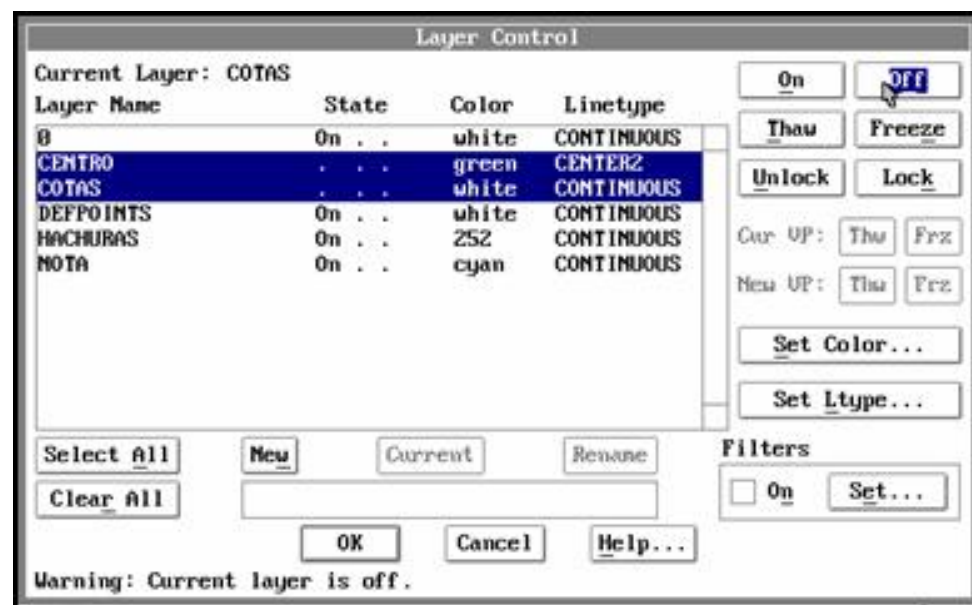 Layer Control
Current Layer: COTAS
Layer Name State Color Linetype
0 On . . white CONTINUOUS
CENTRO . . . green CENTER2
COTAS . . . white CONTINUOUS
DEFPOINTS On . . white CONTINUOUS
HACHURAS On . . 252 CONTINUOUS
NOTA On . . cyan CONTINUOUS
On Off
Thaw Freeze
Unlock Lock
Cur VP: Thw Frz
New VP: Thw Frz
Set Color...
Set Ltype...
Select All New Current Rename
Clear All
Filters
On Set...
OK Cancel Help...
Warning: Current layer is off.